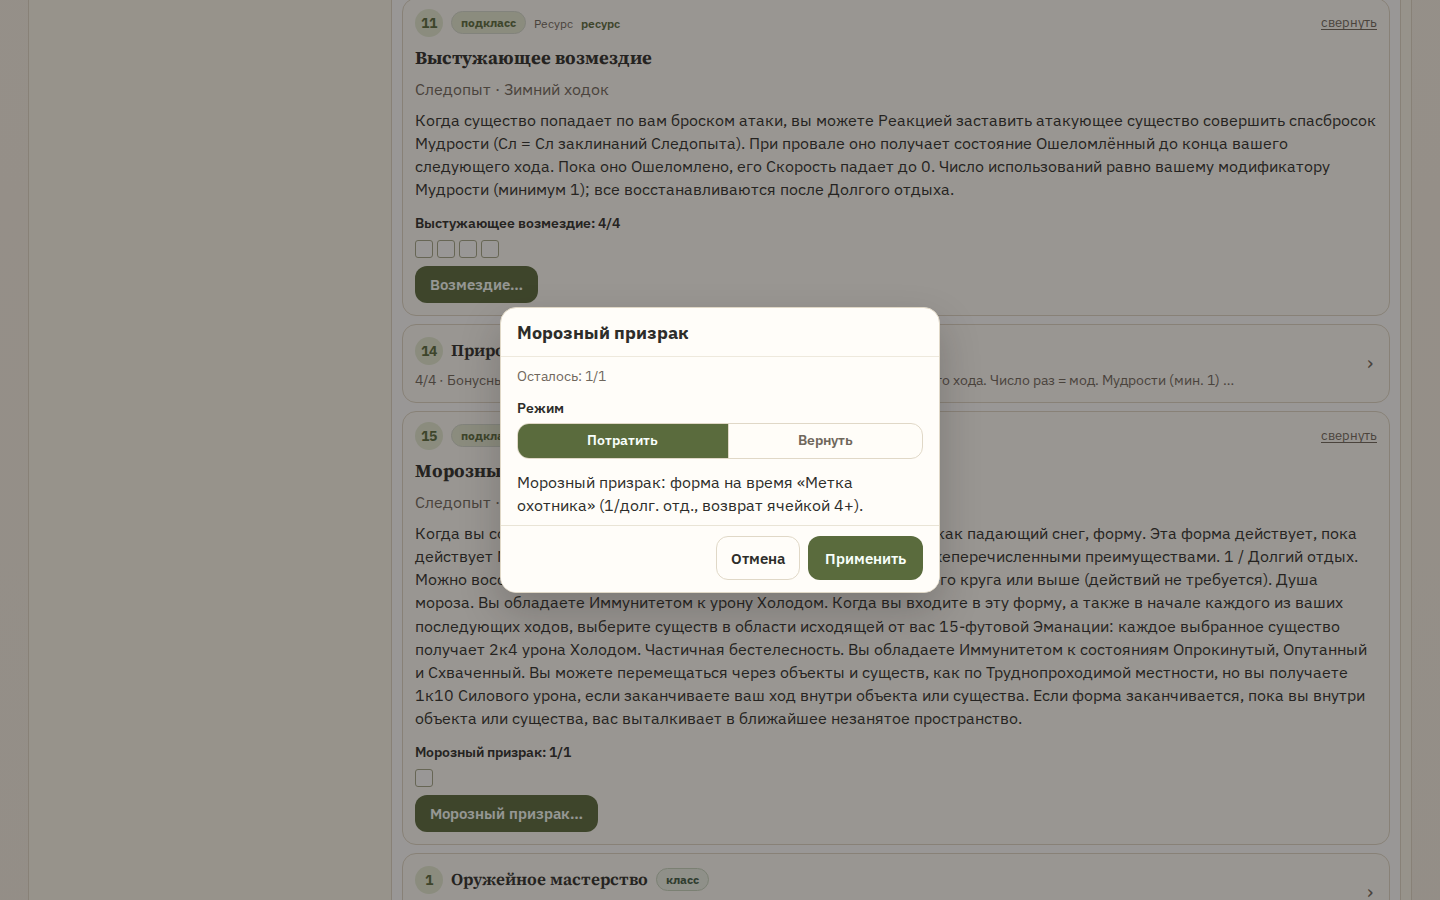 11 подкласс Ресурс ресурс свернуть
Выстужающее возмездие
Следопыт · Зимний ходок
Когда существо попадает по вам броском атаки, вы можете Реакцией заставить атакующее существо совершить спасбросок
Мудрости (Сл = Сл заклинаний Следопыта). При провале оно получает состояние Ошеломлённый до конца вашего
следующего хода. Пока оно Ошеломлено, его Скорость падает до 0. Число использований равно вашему модификатору
Мудрости (минимум 1); все восстанавливаются после Долгого отдыха.
Выстужающее возмездие: 4/4
Возмездие...
Морозный призрак
Осталось: 1/1
Режим
Потратить Вернуть
Морозный призрак: форма на время «Метка
охотника» (1/долг. отд., возврат ячейкой 4+).
Отмена Применить
14 Приро
4/4 · Бонусн
го хода. Число раз = мод. Мудрости (мин. 1) ...
15 подкла свернуть
Морозны
Следопыт ·
Когда вы со как падающий снег, форму. Эта форма действует, пока
действует жеперечисленными преимуществами. 1 / Долгий отдых.
Можно восс го круга или выше (действий не требуется). Душа
мороза. Вы обладаете Иммунитетом к урону Холодом. Когда вы входите в эту форму, а также в начале каждого из ваших
последующих ходов, выберите существ в области исходящей от вас 15-футовой Эманации: каждое выбранное существо
получает 2к4 урона Холодом. Частичная бестелесность. Вы обладаете Иммунитетом к состояниям Опрокинутый, Опутанный
и Схваченный. Вы можете перемещаться через объекты и существ, как по Труднопроходимой местности, но вы получаете
1к10 Силового урона, если заканчиваете ваш ход внутри объекта или существа. Если форма заканчивается, пока вы внутри
объекта или существа, вас выталкивает в ближайшее незанятое пространство.
Морозный призрак: 1/1
Морозный призрак...
1 Оружейное мастерство класс